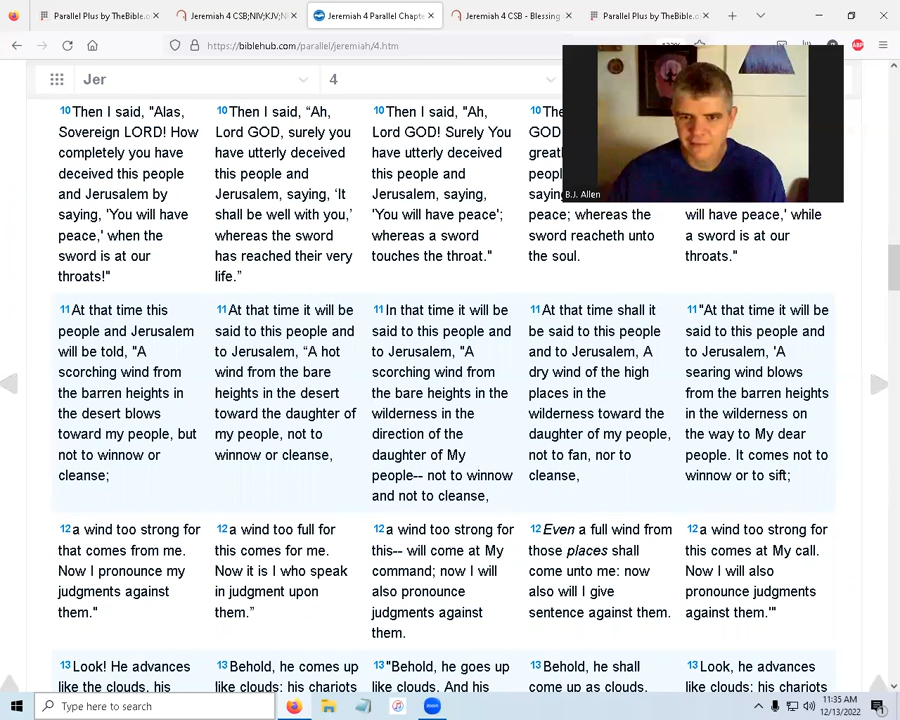 Parallel Plus by TheBible.or
Jeremiah 4 CSB;NIV;KJV;N
Jeremiah 4 Parallel Chapte
Jeremiah 4 CSB - Blessing
Parallel Plus by TheBible.or
https://biblehub.com/parallel/jeremiah/4.htm
Jer
4
10Then I said, "Alas,
Sovereign LORD! How
completely you have
deceived this people
and Jerusalem by
saying, 'You will have
peace,' when the
sword is at our
throats!"
10Then I said, “Ah,
Lord GOD, surely you
have utterly deceived
this people and
Jerusalem, saying, ‘It
shall be well with you,’
whereas the sword
has reached their very
life.”
10Then I said, "Ah,
Lord GOD! Surely You
have utterly deceived
this people and
Jerusalem, saying,
'You will have peace';
whereas a sword
touches the throat."
10The
GOD
great
peopl
saying
peace; whereas the
sword reacheth unto
the soul.
will have peace,' while
a sword is at our
throats."
B.J. Allen
11At that time this
people and Jerusalem
will be told, "A
scorching wind from
the barren heights in
the desert blows
toward my people, but
not to winnow or
cleanse;
11At that time it will be
said to this people and
to Jerusalem, “A hot
wind from the bare
heights in the desert
toward the daughter of
my people, not to
winnow or cleanse,
11In that time it will be
said to this people and
to Jerusalem, "A
scorching wind from
the bare heights in the
wilderness in the
direction of the
daughter of My
people-- not to winnow
and not to cleanse,
11At that time shall it
be said to this people
and to Jerusalem, A
dry wind of the high
places in the
wilderness toward the
daughter of my people,
not to fan, nor to
cleanse,
11"At that time it will be
said to this people and
to Jerusalem, 'A
searing wind blows
from the barren heights
in the wilderness on
the way to My dear
people. It comes not to
winnow or to sift;
12a wind too strong for
that comes from me.
Now I pronounce my
judgments against
them."
12a wind too full for
this comes for me.
Now it is I who speak
in judgment upon
them.”
12a wind too strong for
this-- will come at My
command; now I will
also pronounce
judgments against
them.
12Even a full wind from
those places shall
come unto me: now
also will I give
sentence against them.
12a wind too strong for
this comes at My call.
Now I will also
pronounce judgments
against them.'"
13Look! He advances
like the clouds, his
13Behold, he comes up
like clouds; his chariots
13"Behold, he goes up
like clouds, And his
13Behold, he shall
come up as clouds,
13Look, he advances
like clouds; his chariots
Type here to search
11:35 AM
12/13/2022